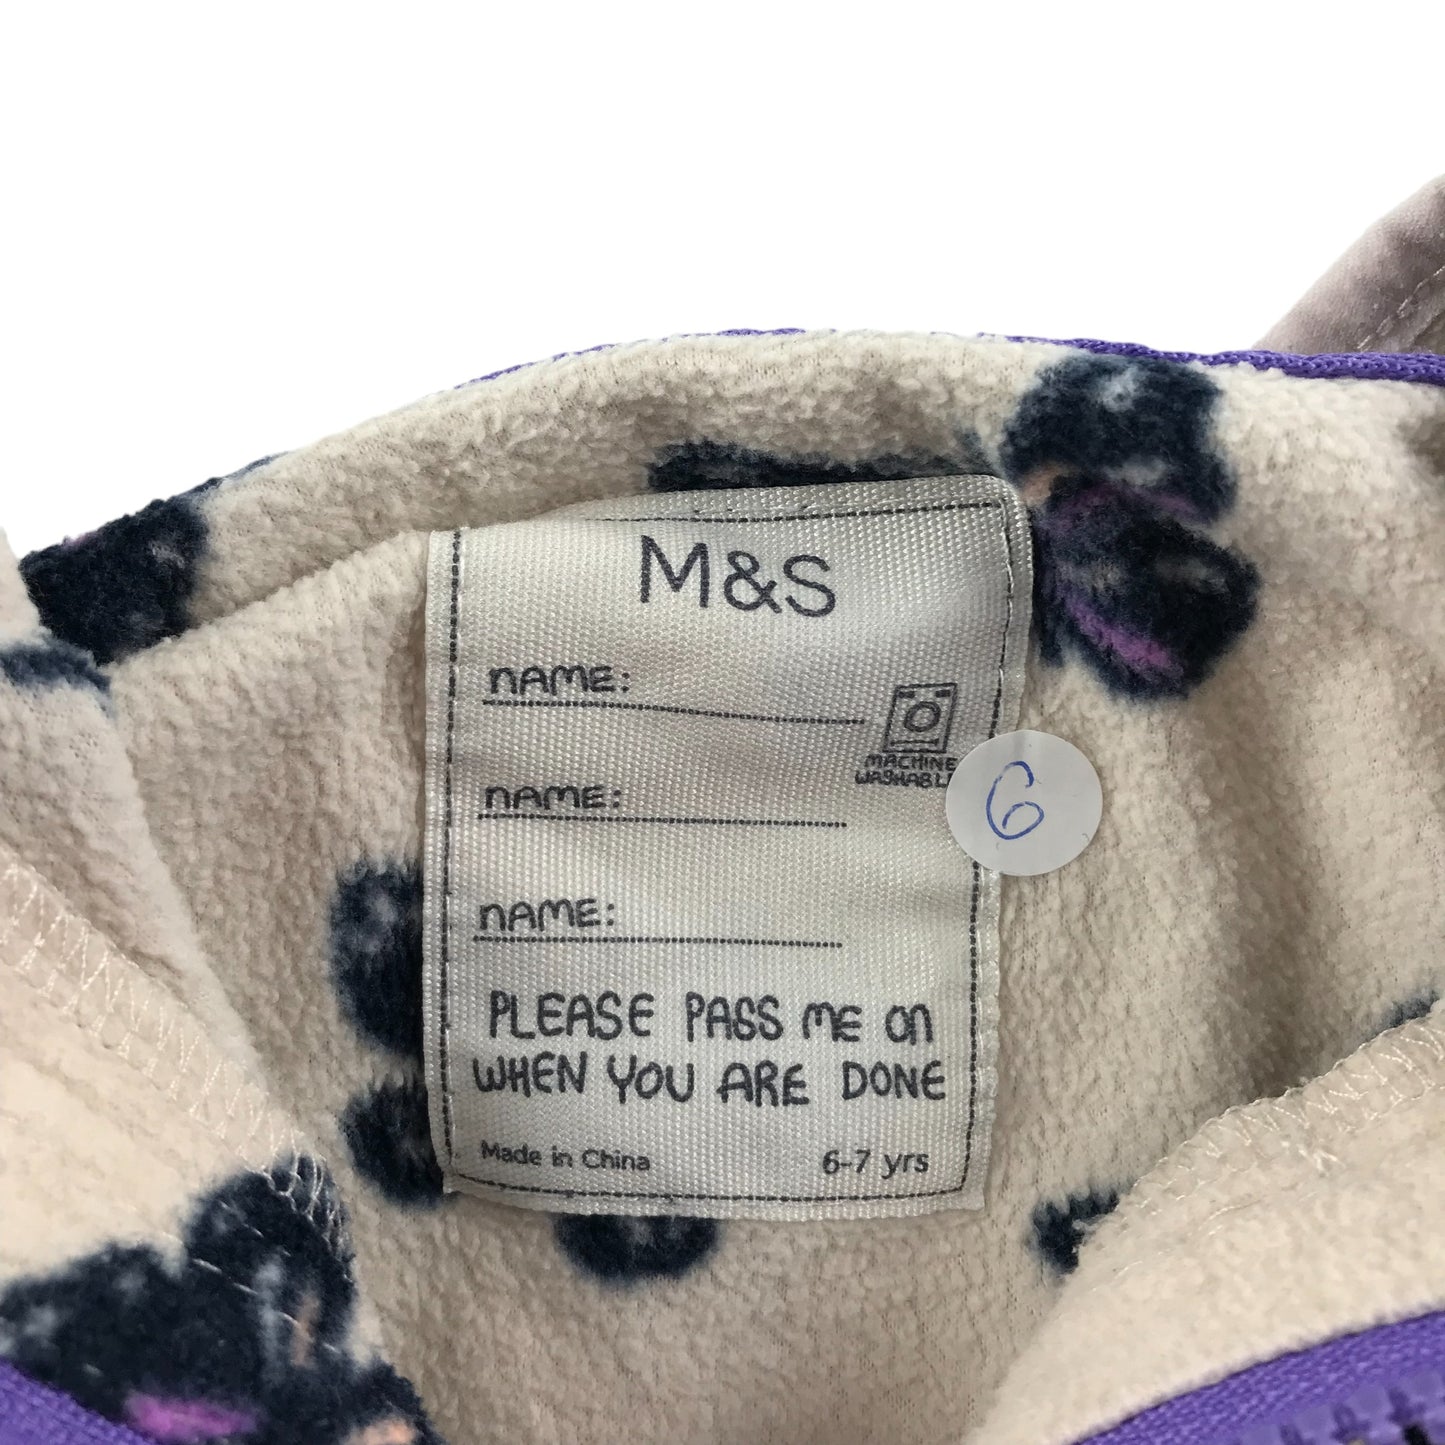 M&S
NAME:
MACHINE
WASHABLE
NAME:
6
NAME:
PLEASE PASS ME ON
WHEN YOU ARE DONE
Made in China 6-7 yrs